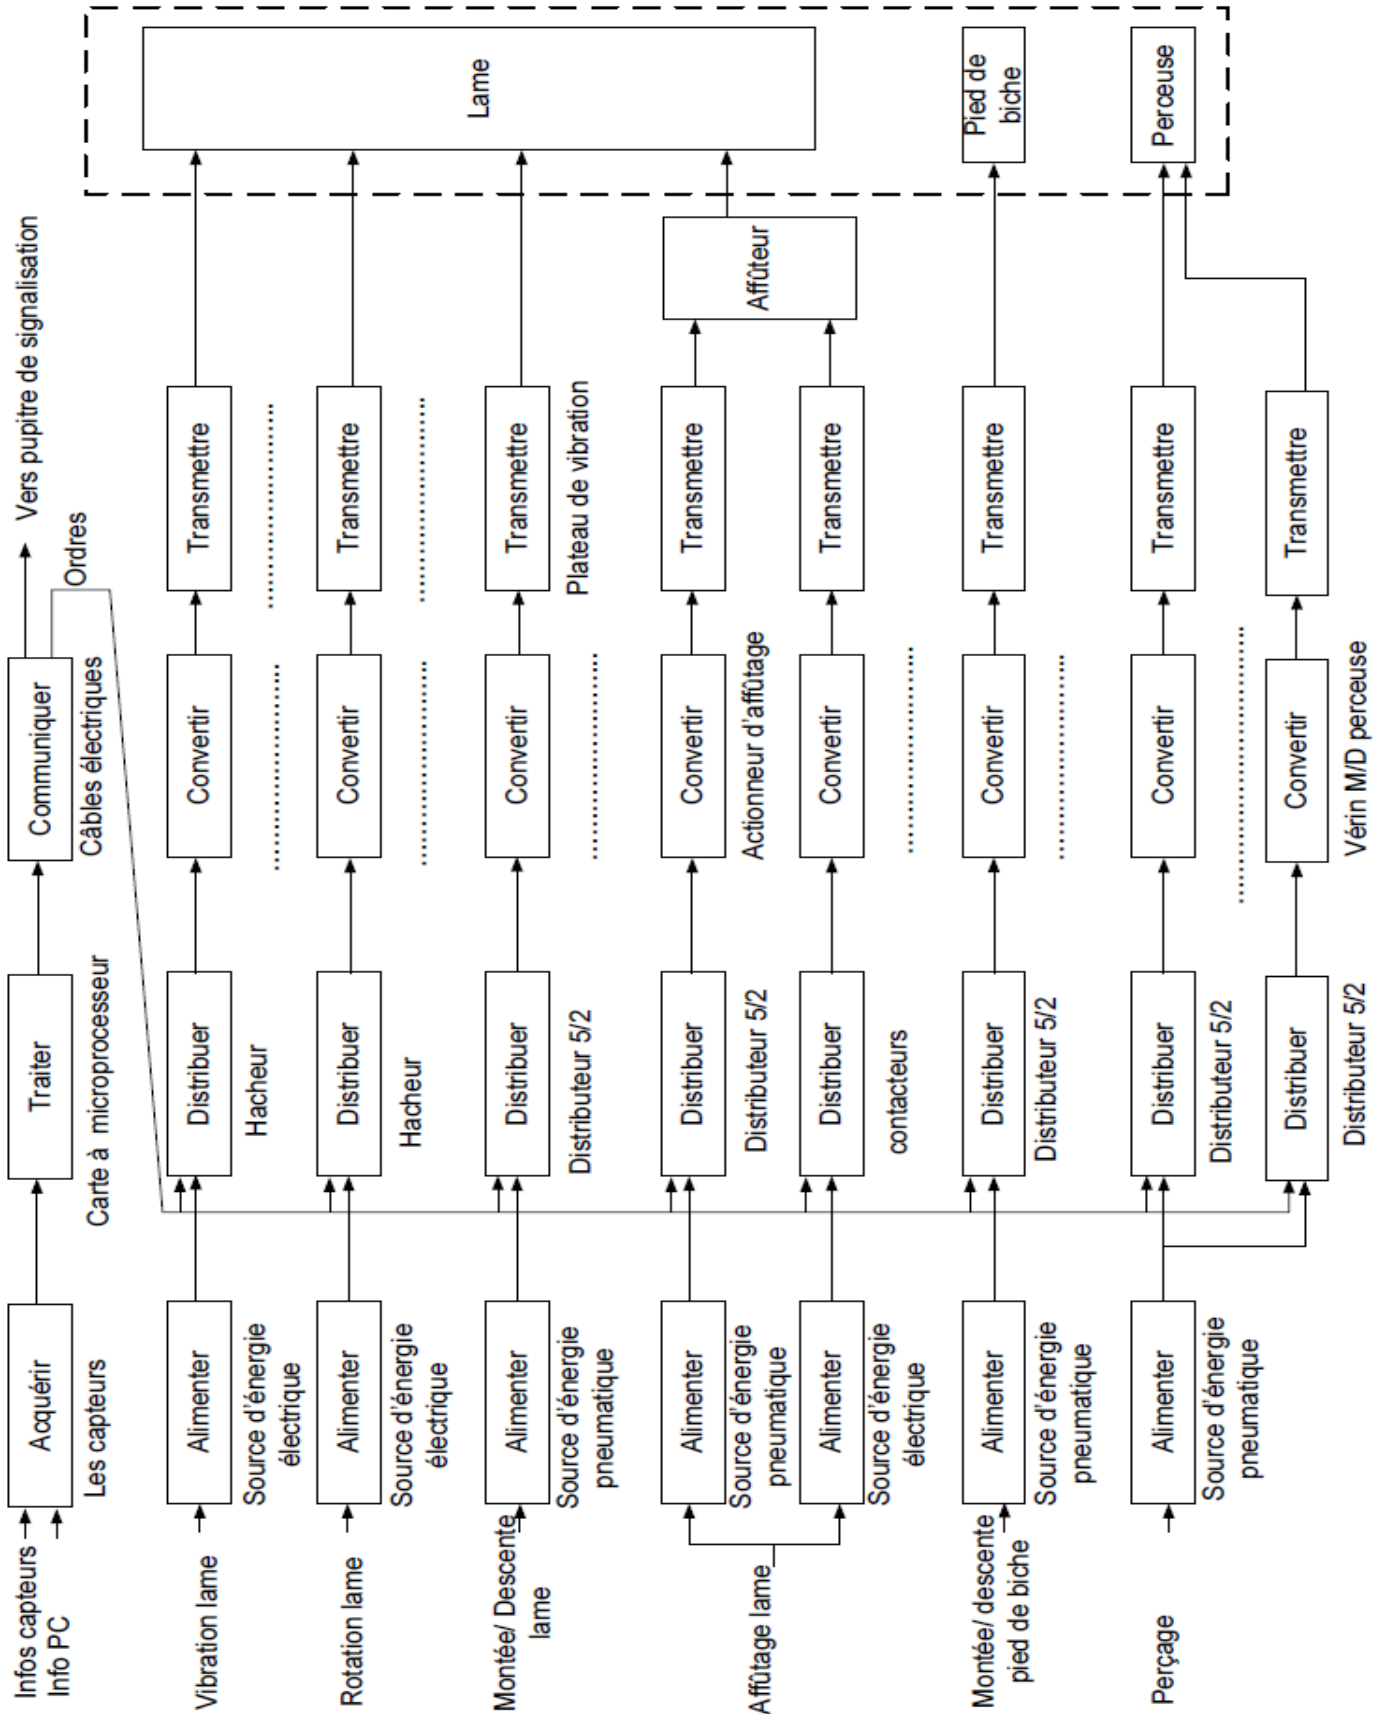 Infos capteurs
Info PC
Acquérir
Les capteurs
Traiter
Carte à microprocesseur
Communiquer
Câbles électriques
Vers pupitre de signalisation
Ordres
Vibration lame
Alimenter
Source d'énergie
électrique
Distribuer
Hacheur
Convertir
Transmettre
Lame
Rotation lame
Alimenter
Source d'énergie
électrique
Distribuer
Hacheur
Convertir
Transmettre
Montée/ Descente
lame
Alimenter
Source d'énergie
pneumatique
Distribuer
Distributeur 5/2
Convertir
Transmettre
Plateau de vibration
Affûtage lame
Alimenter
Source d'énergie
pneumatique
Distribuer
Distributeur 5/2
Convertir
Actionneur d'affûtage
Transmettre
Affûteur
Alimenter
Source d'énergie
électrique
Distribuer
contacteurs
Convertir
Transmettre
Montée/ descente
pied de biche
Alimenter
Source d'énergie
pneumatique
Distribuer
Distributeur 5/2
Convertir
Transmettre
Pied de
biche
Perçage
Alimenter
Source d'énergie
pneumatique
Distribuer
Distributeur 5/2
Convertir
Transmettre
Perceuse
Distribuer
Distributeur 5/2
Convertir
Vérin M/D perceuse
Transmettre